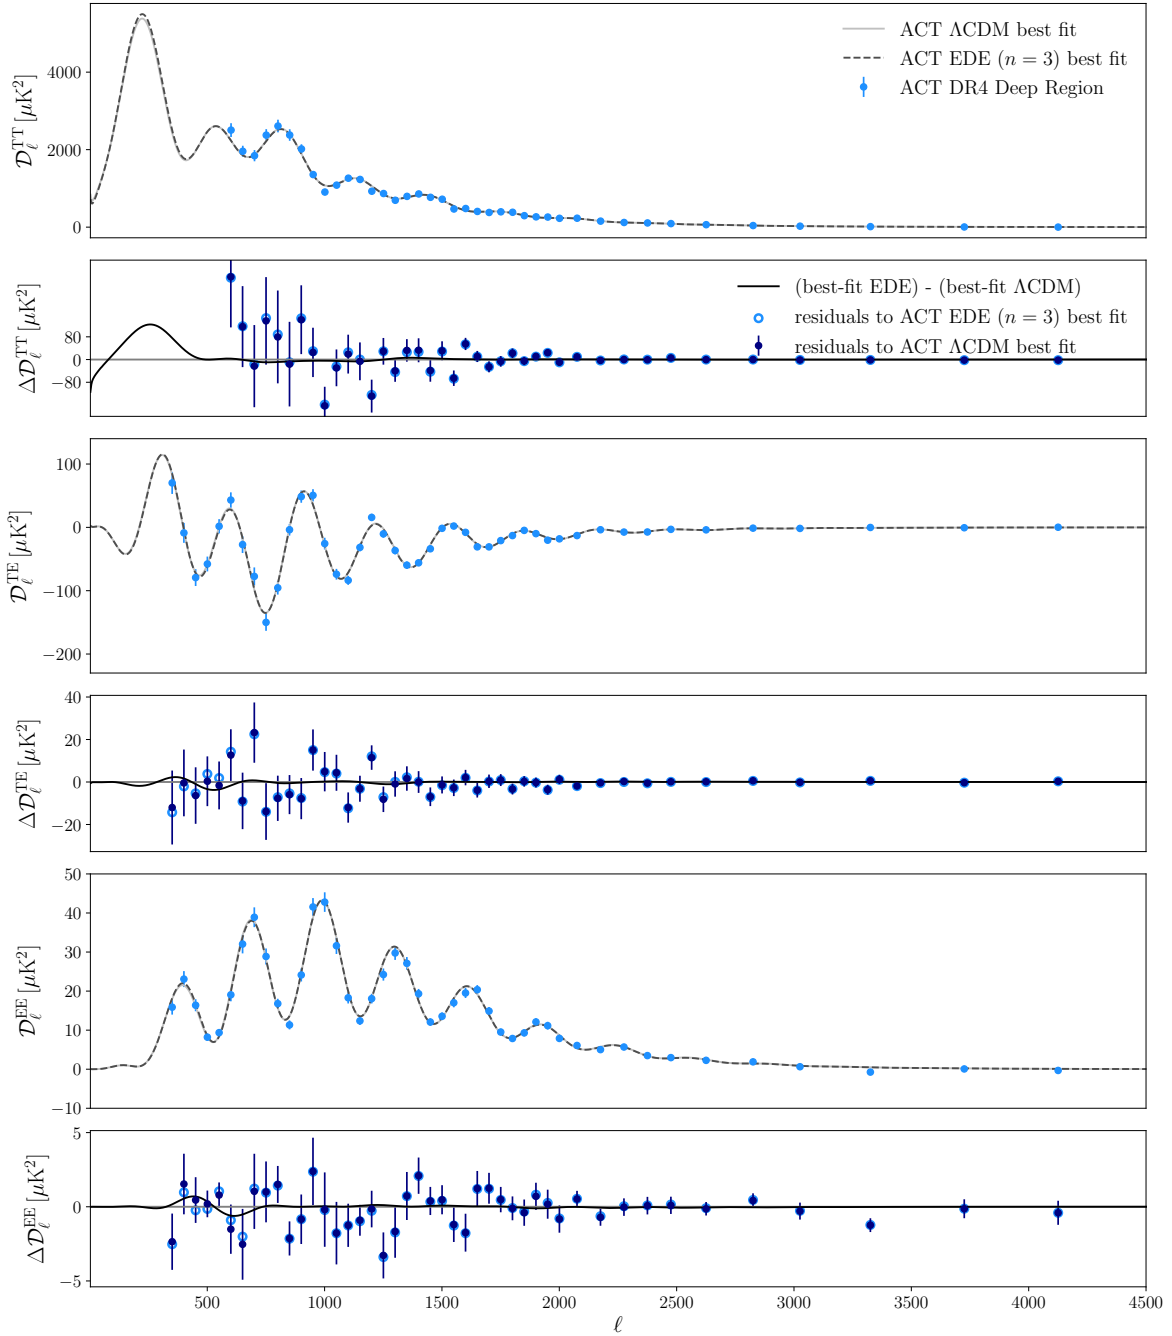 4000
2000
0
𝒟_ℓ^TT [μK²]
ACT ΛCDM best fit
ACT EDE (n = 3) best fit
ACT DR4 Deep Region
80
0
−80
Δ𝒟_ℓ^TT [μK²]
(best-fit EDE) - (best-fit ΛCDM)
residuals to ACT EDE (n = 3) best fit
residuals to ACT ΛCDM best fit
100
0
−100
−200
𝒟_ℓ^TE [μK²]
40
20
0
−20
Δ𝒟_ℓ^TE [μK²]
50
40
30
20
10
0
−10
𝒟_ℓ^EE [μK²]
5
0
−5
Δ𝒟_ℓ^EE [μK²]
500 1000 1500 2000 2500 3000 3500 4000 4500
ℓ